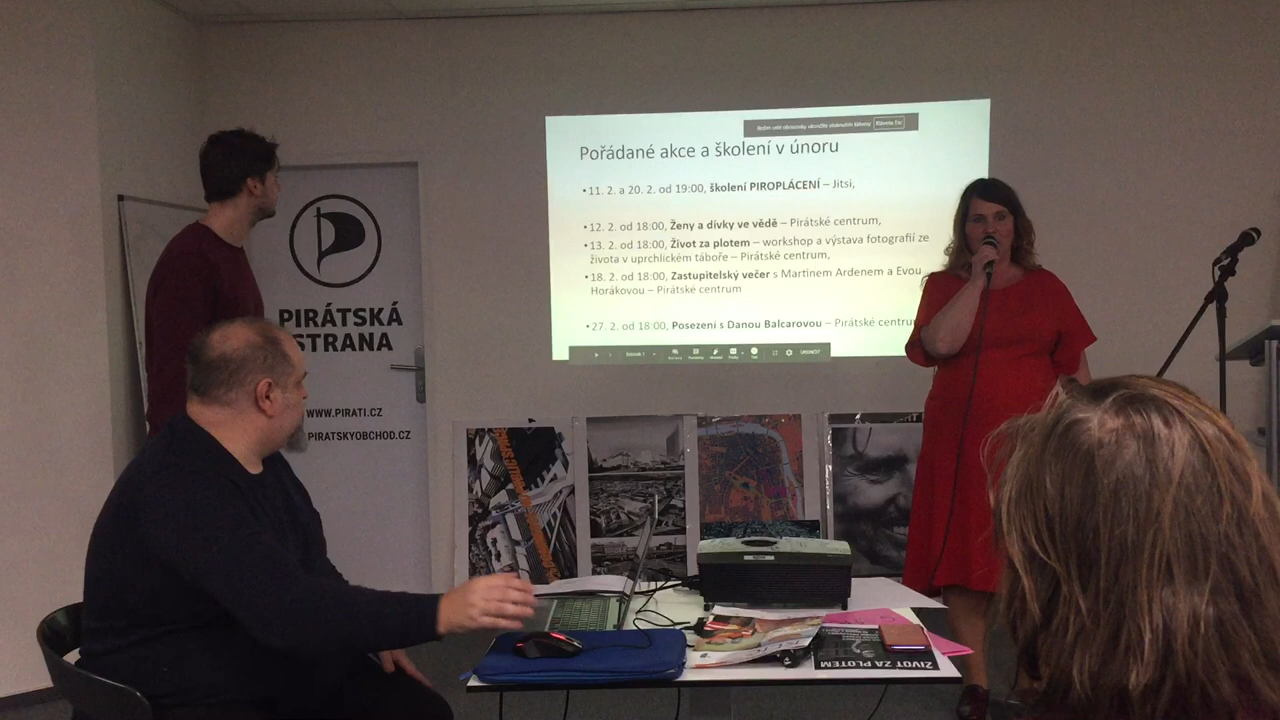 Pořádané akce a školení v únoru
•11. 2. a 20. 2. od 19:00, školení PIROPLÁCENÍ – Jitsi,
•12. 2. od 18:00, Ženy a dívky ve vědě – Pirátské centrum,
•13. 2. od 18:00, Život za plotem – workshop a výstava fotografií ze
života v uprchlickém táboře – Pirátské centrum,
•18. 2. od 18:00, Zastupitelský večer s Martinem Ardenem a Evou
Horákovou – Pirátské centrum
•27. 2. od 18:00, Posezení s Danou Balcarovou – Pirátské centru
PIRÁTSKÁ
STRANA
WWW.PIRATI.CZ
PIRATSKYOBCHOD.CZ
ŽIVOT ZA PLOTEM